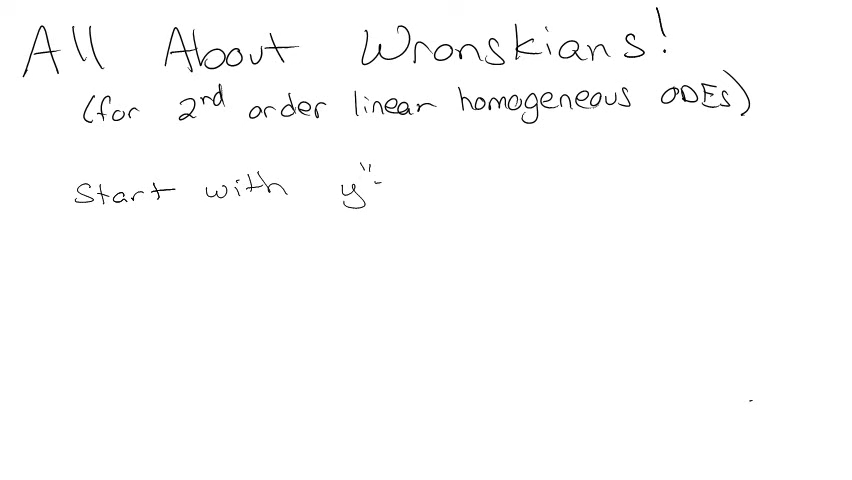 All About Wronskians!
(for 2nd order linear homogeneous ODEs)
Start with y"